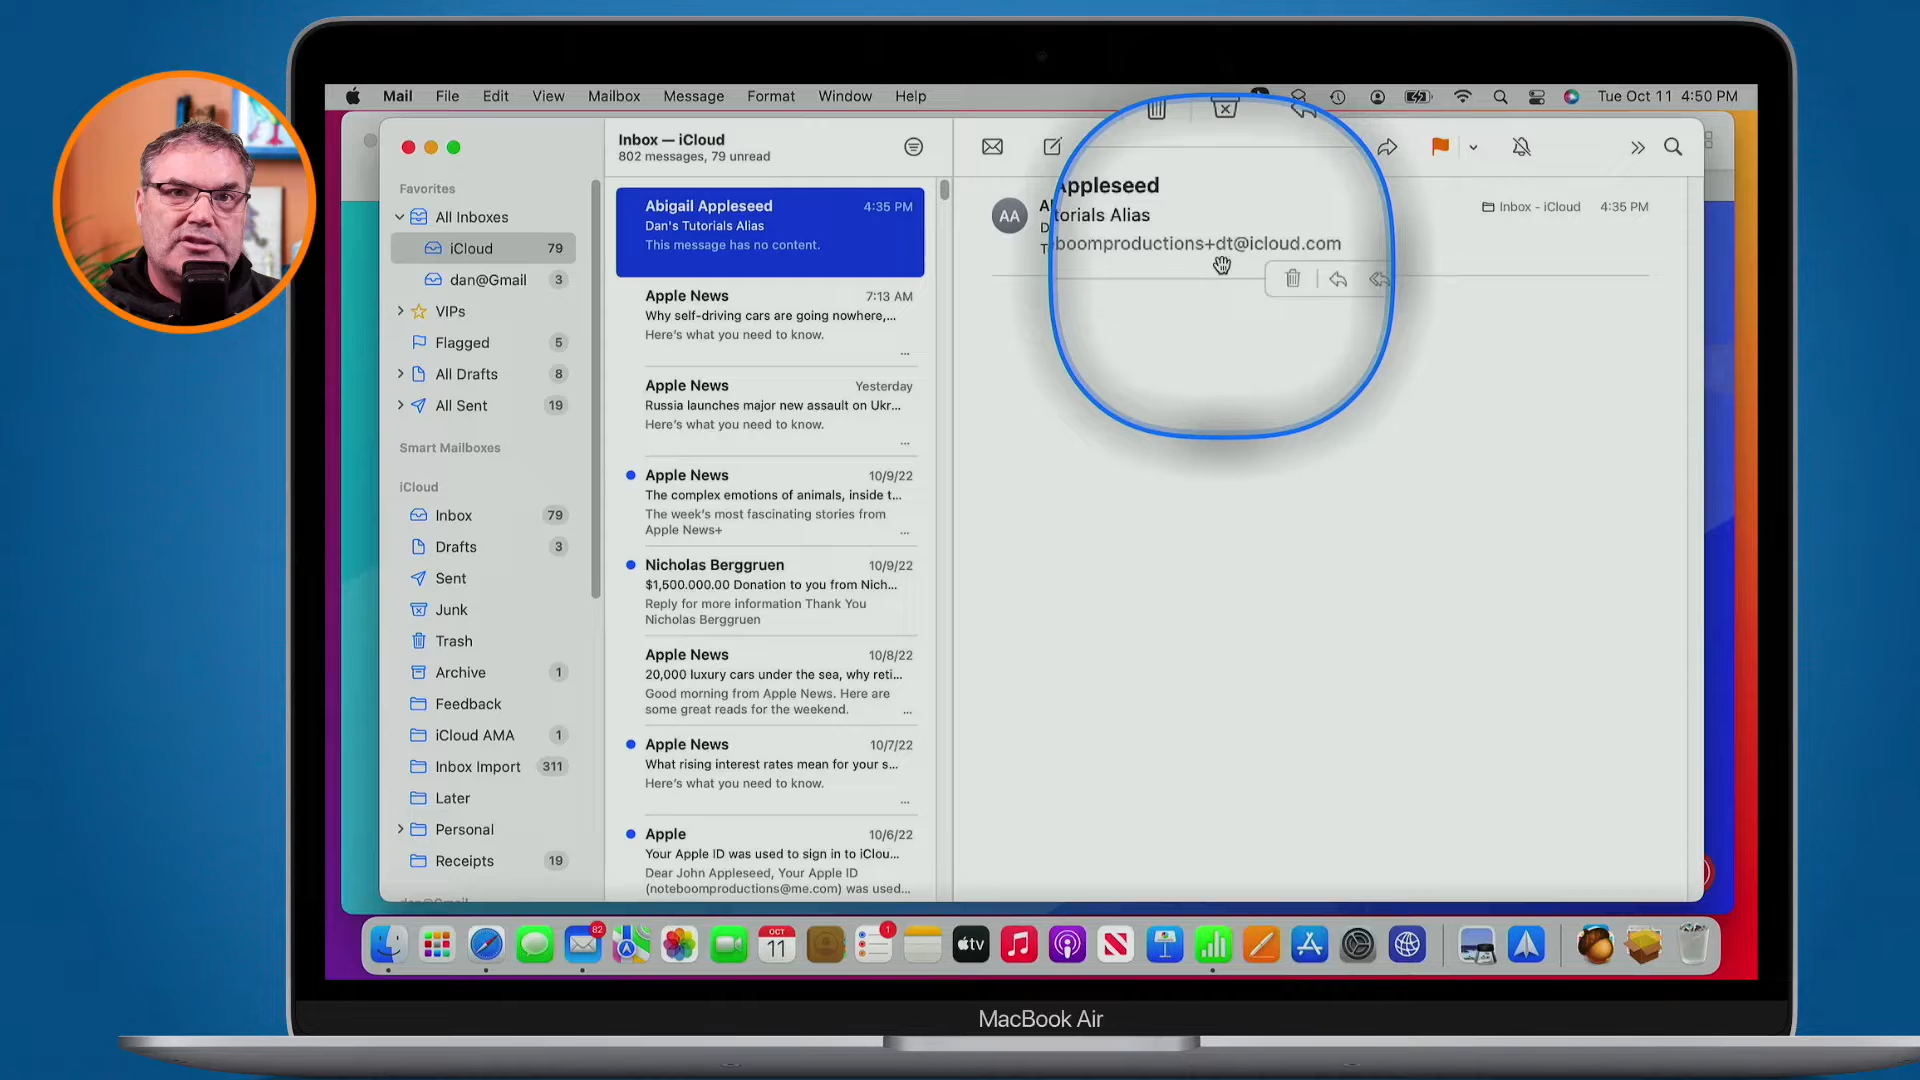 Mail File Edit View Mailbox Message Format Window Help
Tue Oct 11 4:50 PM
Favorites
All Inboxes
iCloud 79
dan@Gmail 3
VIPs
Flagged 5
All Drafts 8
All Sent 19
Smart Mailboxes
iCloud
Inbox 79
Drafts 3
Sent
Junk
Trash
Archive 1
Feedback
iCloud AMA 1
Inbox Import 311
Later
Personal
Receipts 19
Inbox — iCloud
802 messages, 79 unread
Abigail Appleseed 4:35 PM
Dan's Tutorials Alias
This message has no content.
Apple News 7:13 AM
Why self-driving cars are going nowhere,...
Here's what you need to know.
...
Apple News Yesterday
Russia launches major new assault on Ukr...
Here's what you need to know.
...
Apple News 10/9/22
The complex emotions of animals, inside t...
The week's most fascinating stories from
Apple News+
...
Nicholas Berggruen 10/9/22
$1,500.000.00 Donation to you from Nich...
Reply for more information Thank You
Nicholas Berggruen
Apple News 10/8/22
20,000 luxury cars under the sea, why reti...
Good morning from Apple News. Here are
some great reads for the weekend.
...
Apple News 10/7/22
What rising interest rates mean for your s...
Here's what you need to know.
...
Apple 10/6/22
Your Apple ID was used to sign in to iClou...
Dear John Appleseed, Your Apple ID
(noteboomproductions@me.com) was used...
AA
Appleseed
torials Alias
boomproductions+dt@icloud.com
Inbox - iCloud 4:35 PM
82
OCT
11
1
tv
MacBook Air